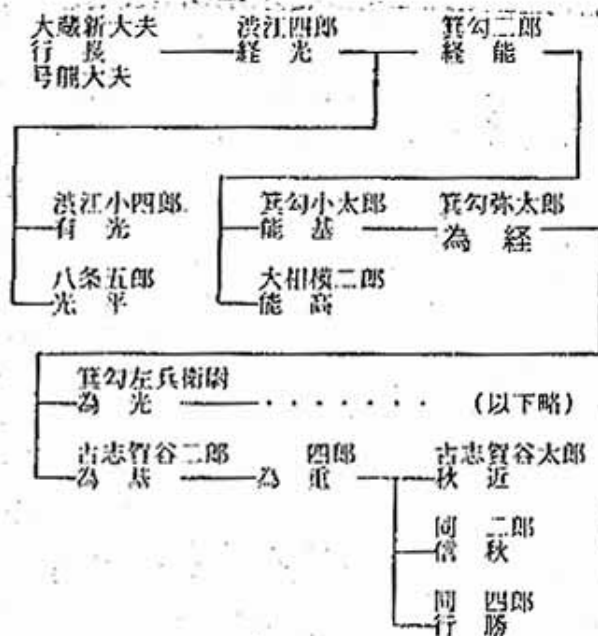 大蔵新大夫
行長
号熊大夫
渋江四郎
経光
箕勾二郎
経能
渋江小四郎
有光
八条五郎
光平
箕勾小太郎
能基
大相模二郎
能高
箕勾弥太郎
為経
箕勾左兵衛尉
為光・・・・・・・(以下略)
古志賀谷二郎
為基
四郎
為重
古志賀谷太郎
秋近
同二郎
信秋
同四郎
行勝